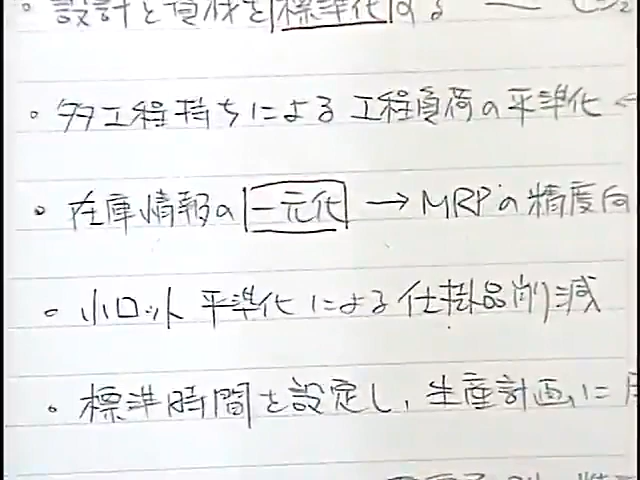 ・設計と資材を標準化する
・多工程持ちによる工程負荷の平準化 ←
・在庫情報の一元化 → MRPの精度向
・小ロット平準化による仕掛品削減
・標準時間を設定し、生産計画に